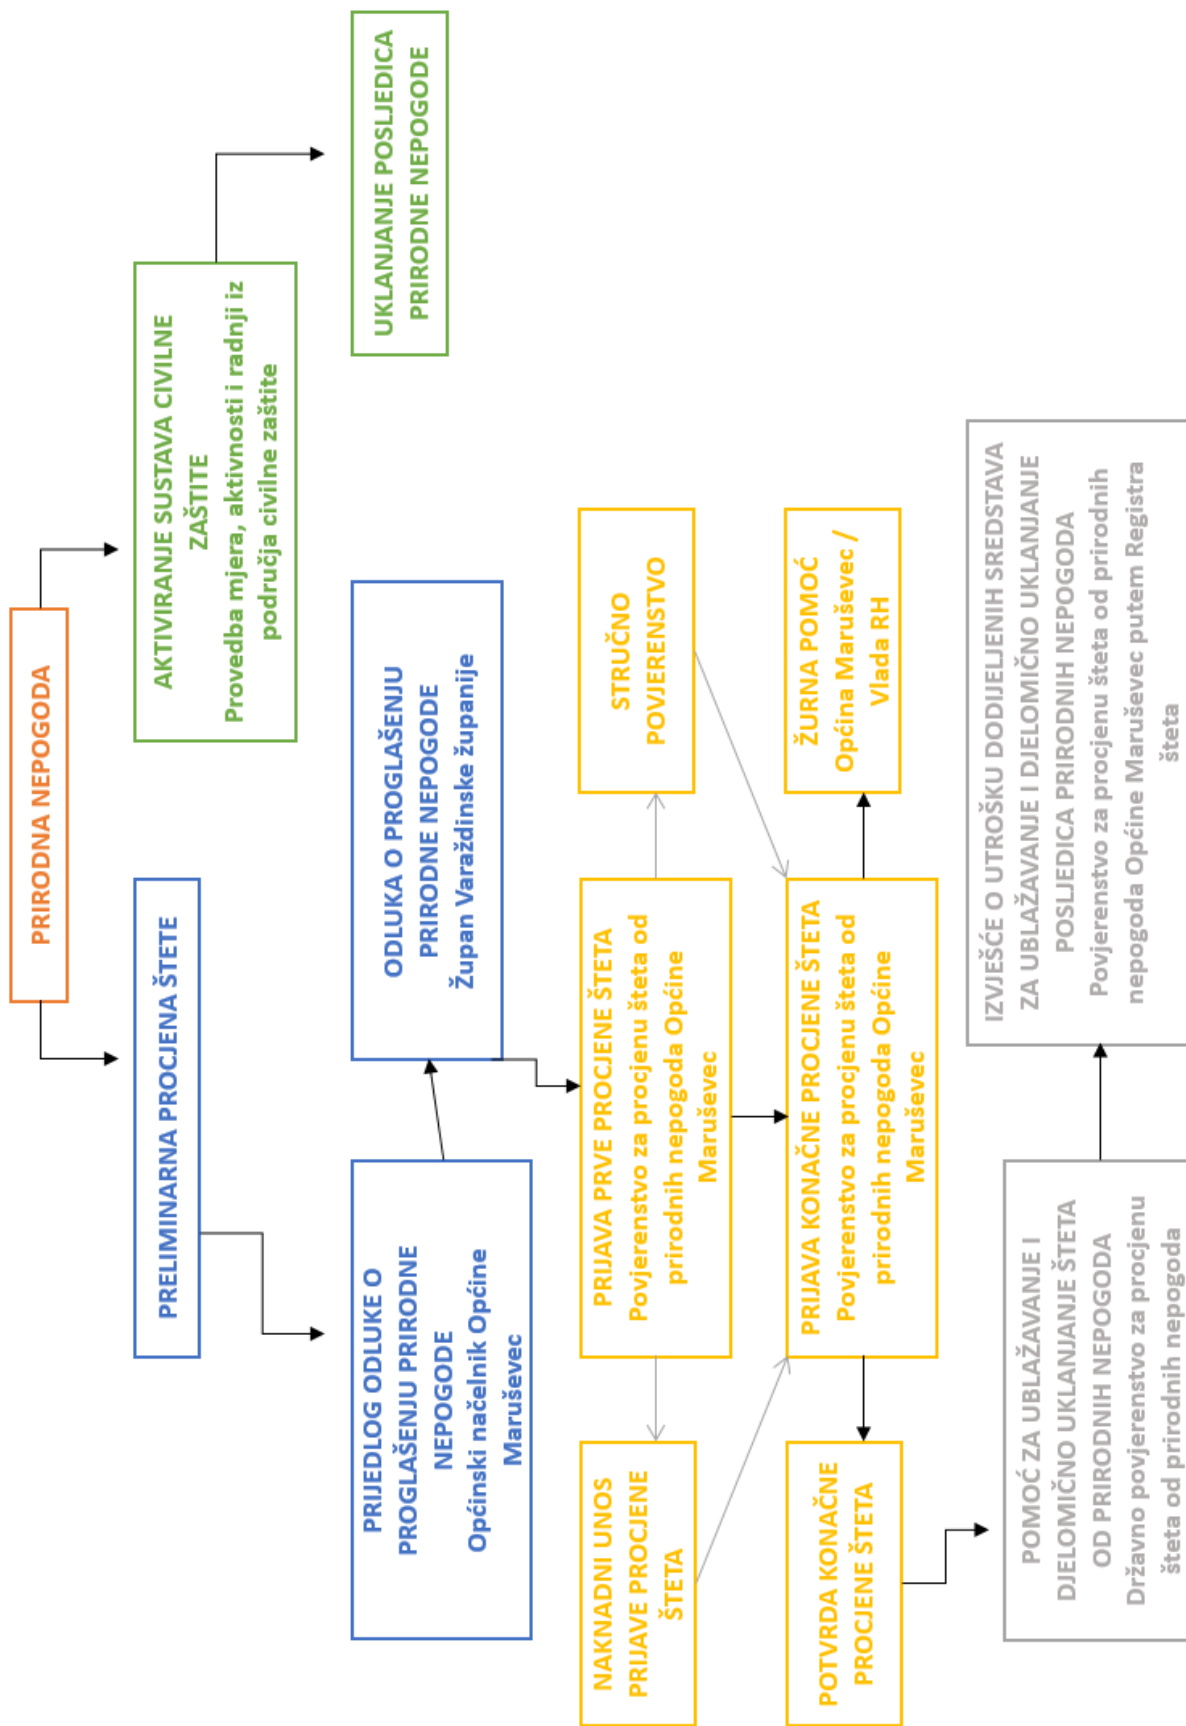 PRIRODNA NEPOGODA
PRELIMINARNA PROCJENA ŠTETE
AKTIVIRANJE SUSTAVA CIVILNE
ZAŠTITE
Provedba mjera, aktivnosti i radnji iz
područja civilne zaštite
PRIJEDLOG ODLUKE O
PROGLAŠENJU PRIRODNE
NEPOGODE
Općinski načelnik Općine
Maruševec
ODLUKA O PROGLAŠENJU
PRIRODNE NEPOGODE
Župan Varaždinske županije
UKLANJANJE POSLJEDICA
PRIRODNE NEPOGODE
NAKNADNI UNOS
PRIJAVE PROCJENE
ŠTETA
PRIJAVA PRVE PROCJENE ŠTETA
Povjerenstvo za procjenu šteta od
prirodnih nepogoda Općine
Maruševec
STRUČNO
POVJERENSTVO
POTVRDA KONAČNE
PROCJENE ŠTETA
PRIJAVA KONAČNE PROCJENE ŠTETA
Povjerenstvo za procjenu šteta od
prirodnih nepogoda Općine
Maruševec
ŽURNA POMOĆ
Općina Maruševec /
Vlada RH
POMOĆ ZA UBLAŽAVANJE I
DJELOMIČNO UKLANJANJE ŠTETA
OD PRIRODNIH NEPOGODA
Državno povjerenstvo za procjenu
šteta od prirodnih nepogoda
IZVJEŠĆE O UTROŠKU DODIJELJENIH SREDSTAVA
ZA UBLAŽAVANJE I DJELOMIČNO UKLANJANJE
POSLJEDICA PRIRODNIH NEPOGODA
Povjerenstvo za procjenu šteta od prirodnih
nepogoda Općine Maruševec putem Registra
šteta